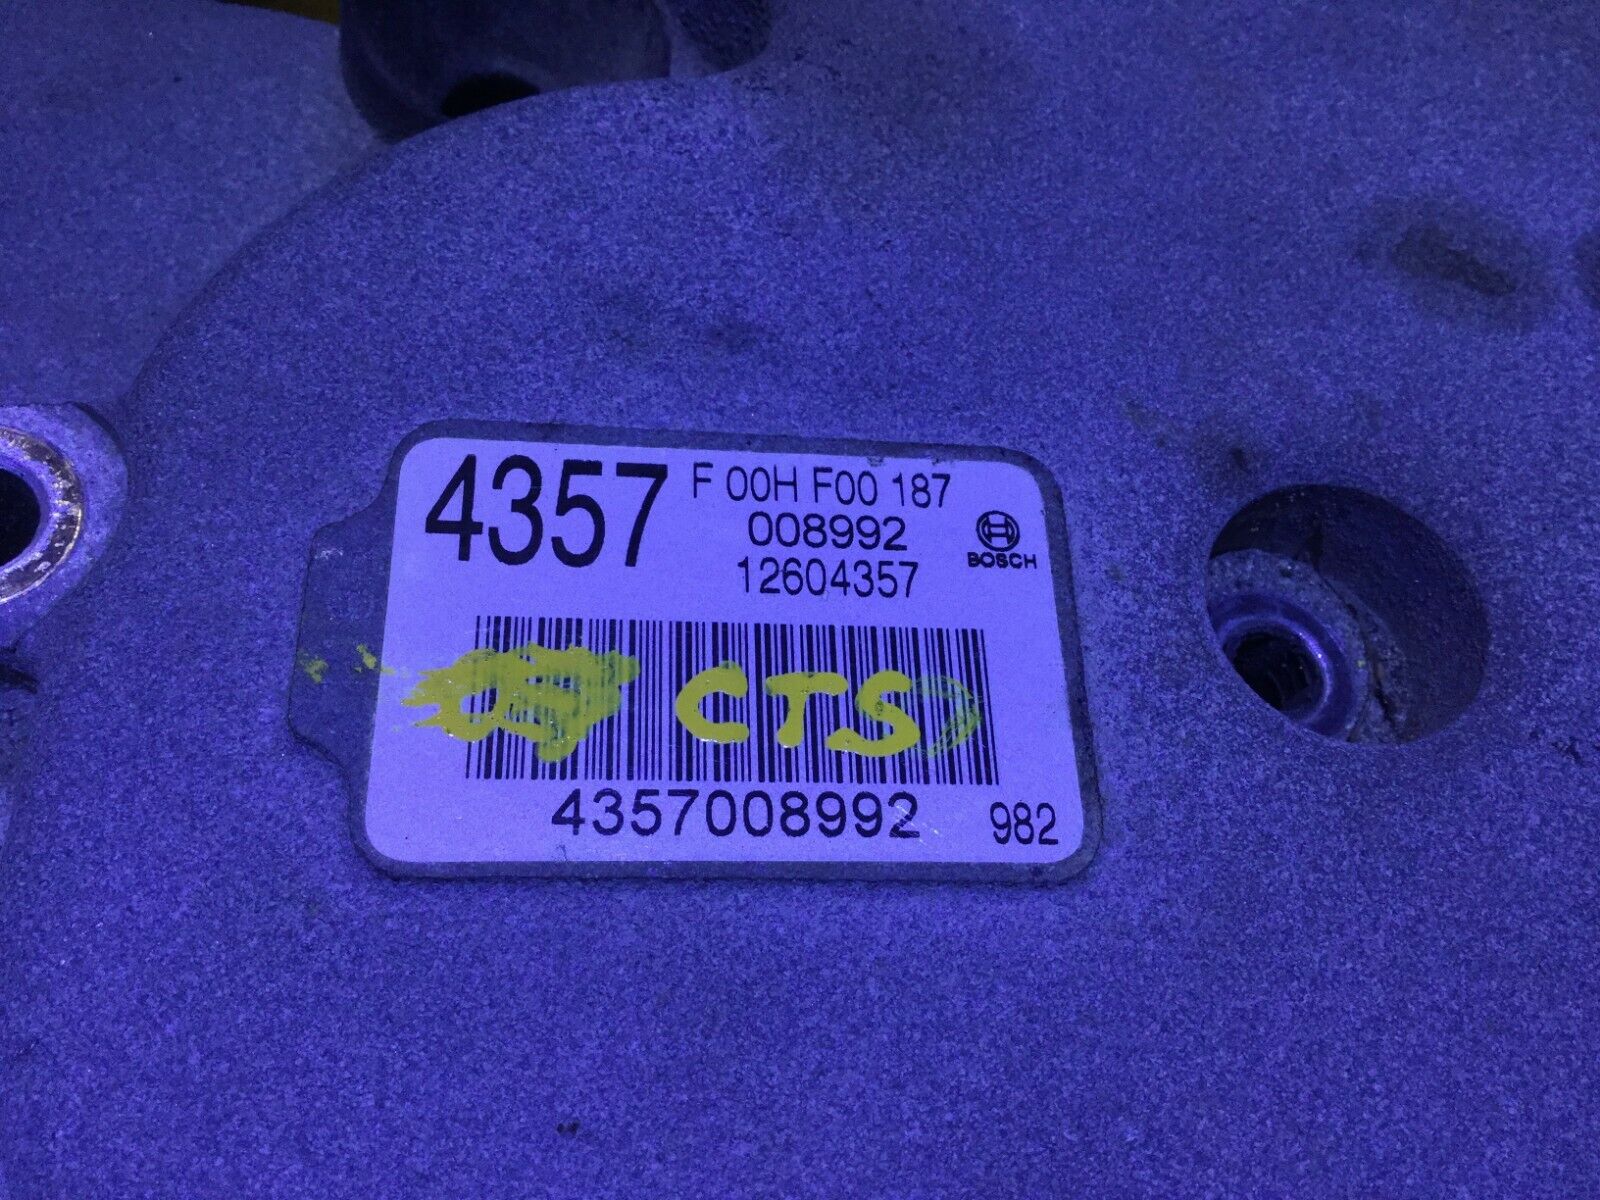 4357 F 00H F00 187
008992
12604357
BOSCH
CTS
4357008992 982